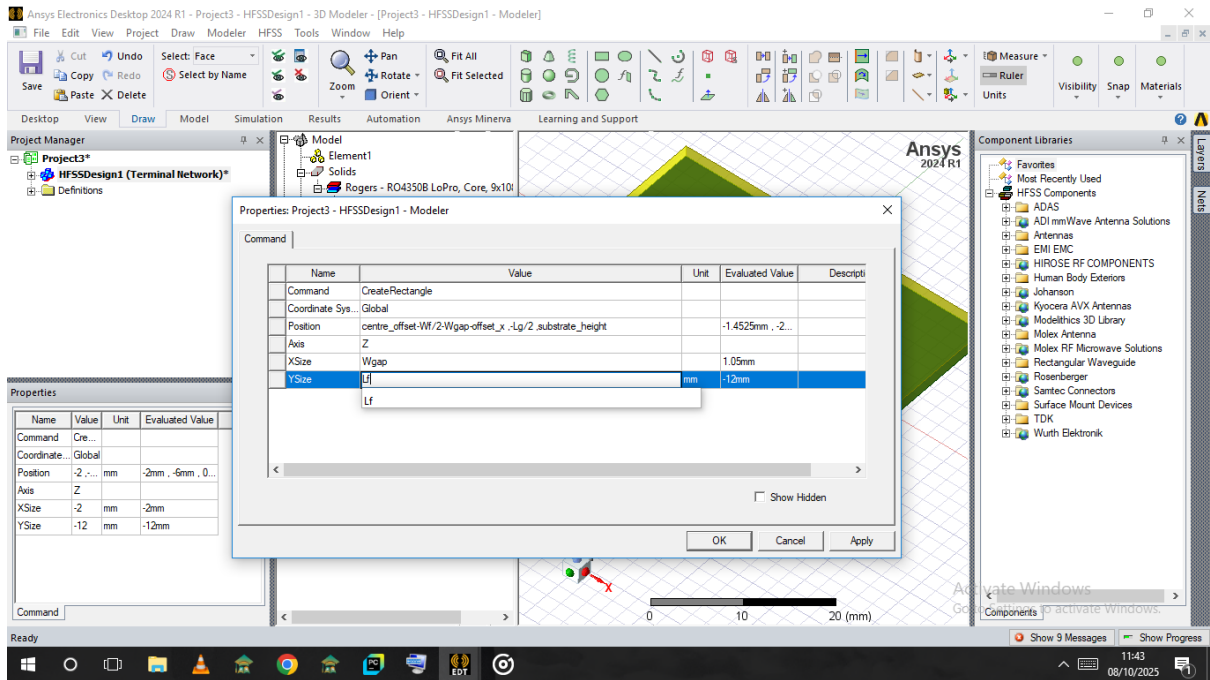 Ansys Electronics Desktop 2024 R1 - Project3 - HFSSDesign1 - 3D Modeler - [Project3 - HFSSDesign1 - Modeler]
File Edit View Project Draw Modeler HFSS Tools Window Help
Save
Cut Undo Select: Face
Copy Redo Select by Name
Paste Delete
Zoom
Pan Fit All
Rotate Fit Selected
Orient
Measure
Ruler
Units
Visibility Snap Materials
Desktop View Draw Model Simulation Results Automation Ansys Minerva Learning and Support
Project Manager
Project3*
HFSSDesign1 (Terminal Network)*
Definitions
Model
Element1
Solids
Rogers - RO4350B LoPro, Core, 9x10
Ansys
2024 R1
Component Libraries
Favorites
Most Recently Used
HFSS Components
ADAS
ADI mmWave Antenna Solutions
Antennas
EMI EMC
HIROSE RF COMPONENTS
Human Body Exteriors
Johanson
Kyocera AVX Antennas
Modelithics 3D Library
Molex Antenna
Molex RF Microwave Solutions
Rectangular Waveguide
Rosenberger
Samtec Connectors
Surface Mount Devices
TDK
Wurth Elektronik
Components
Layers
Nets
Properties: Project3 - HFSSDesign1 - Modeler
Command
Name Value Unit Evaluated Value Descripti
Command CreateRectangle
Coordinate Sys... Global
Position centre_offset-Wf/2-Wgap-offset_x ,-Lg/2 ,substrate_height -1.4525mm , -2...
Axis Z
XSize Wgap 1.05mm
YSize Lf mm -12mm
Lf
Show Hidden
OK Cancel Apply
Properties
Name Value Unit Evaluated Value
Command Cre...
Coordinate... Global
Position -2 ,-... mm -2mm , -6mm , 0...
Axis Z
XSize -2 mm -2mm
YSize -12 mm -12mm
Command
X
0 10 20 (mm)
Activate Windows
Go to Settings to activate Windows.
Ready
Show 9 Messages Show Progress
PC
EDT
11:43
08/10/2025
1